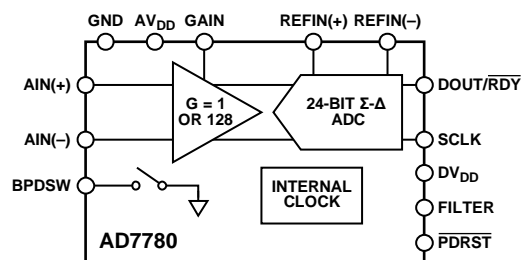 GND AVDD GAIN REFIN(+) REFIN(–)
AIN(+)
G = 1
OR 128
24-BIT Σ-Δ
ADC
DOUT/RDY
AIN(–)
SCLK
BPDSW
INTERNAL
CLOCK
DVDD
FILTER
AD7780
PDRST